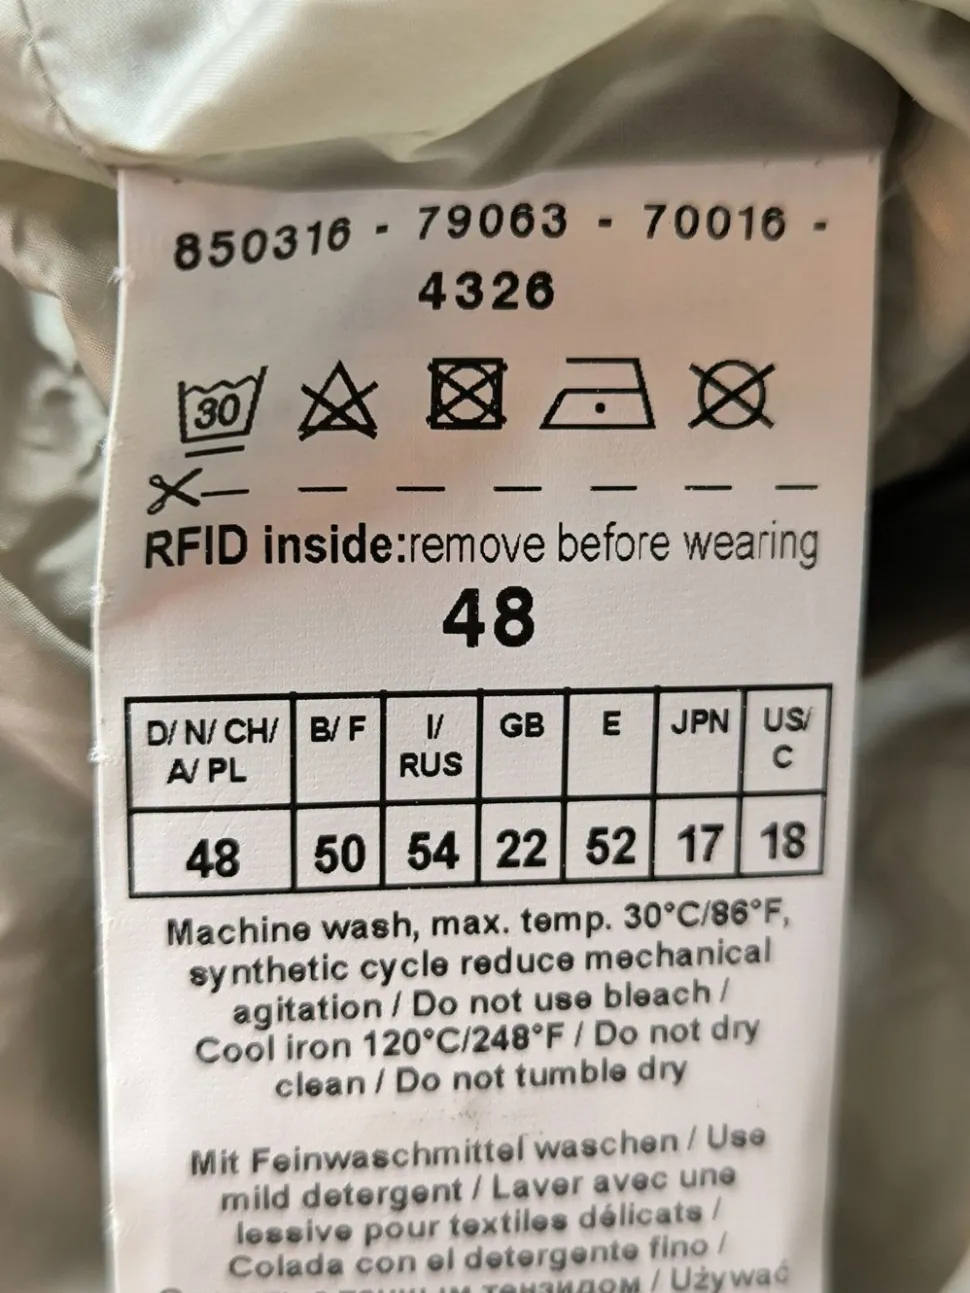 850316 - 79063 - 70016 -
4326
30
RFID inside:remove before wearing
48
D/ N/ CH/ A/ PL B/ F I/ RUS GB E JPN US/ C
48 50 54 22 52 17 18
Machine wash, max. temp. 30°C/86°F,
synthetic cycle reduce mechanical
agitation / Do not use bleach /
Cool iron 120°C/248°F / Do not dry
clean / Do not tumble dry
Mit Feinwaschmittel waschen / Use
mild detergent / Laver avec une
lessive pour textiles délicats /
Colada con el detergente fino /
тензидом / Używać